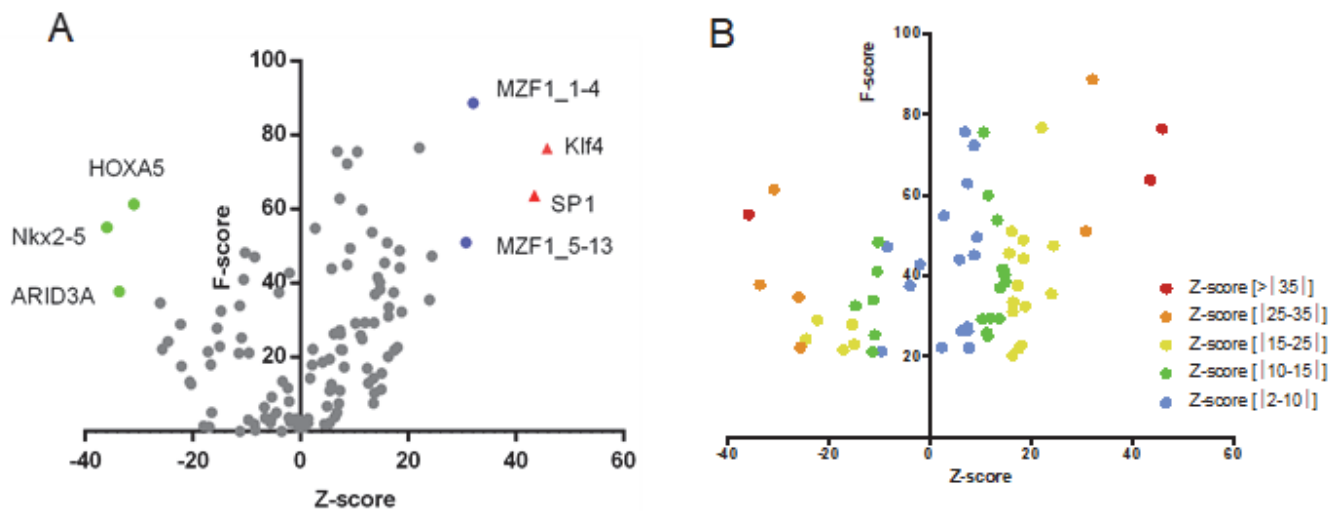 A
100
80
60
40
20
0
F-score
-40 -20 0 20 40 60
Z-score
HOXA5
Nkx2-5
ARID3A
MZF1_1-4
Klf4
SP1
MZF1_5-13
B
100
80
60
40
20
F-score
-40 -20 0 20 40 60
Z-score
Z-score [>|35|]
Z-score [|25-35|]
Z-score [|15-25|]
Z-score [|10-15|]
Z-score [|2-10|]